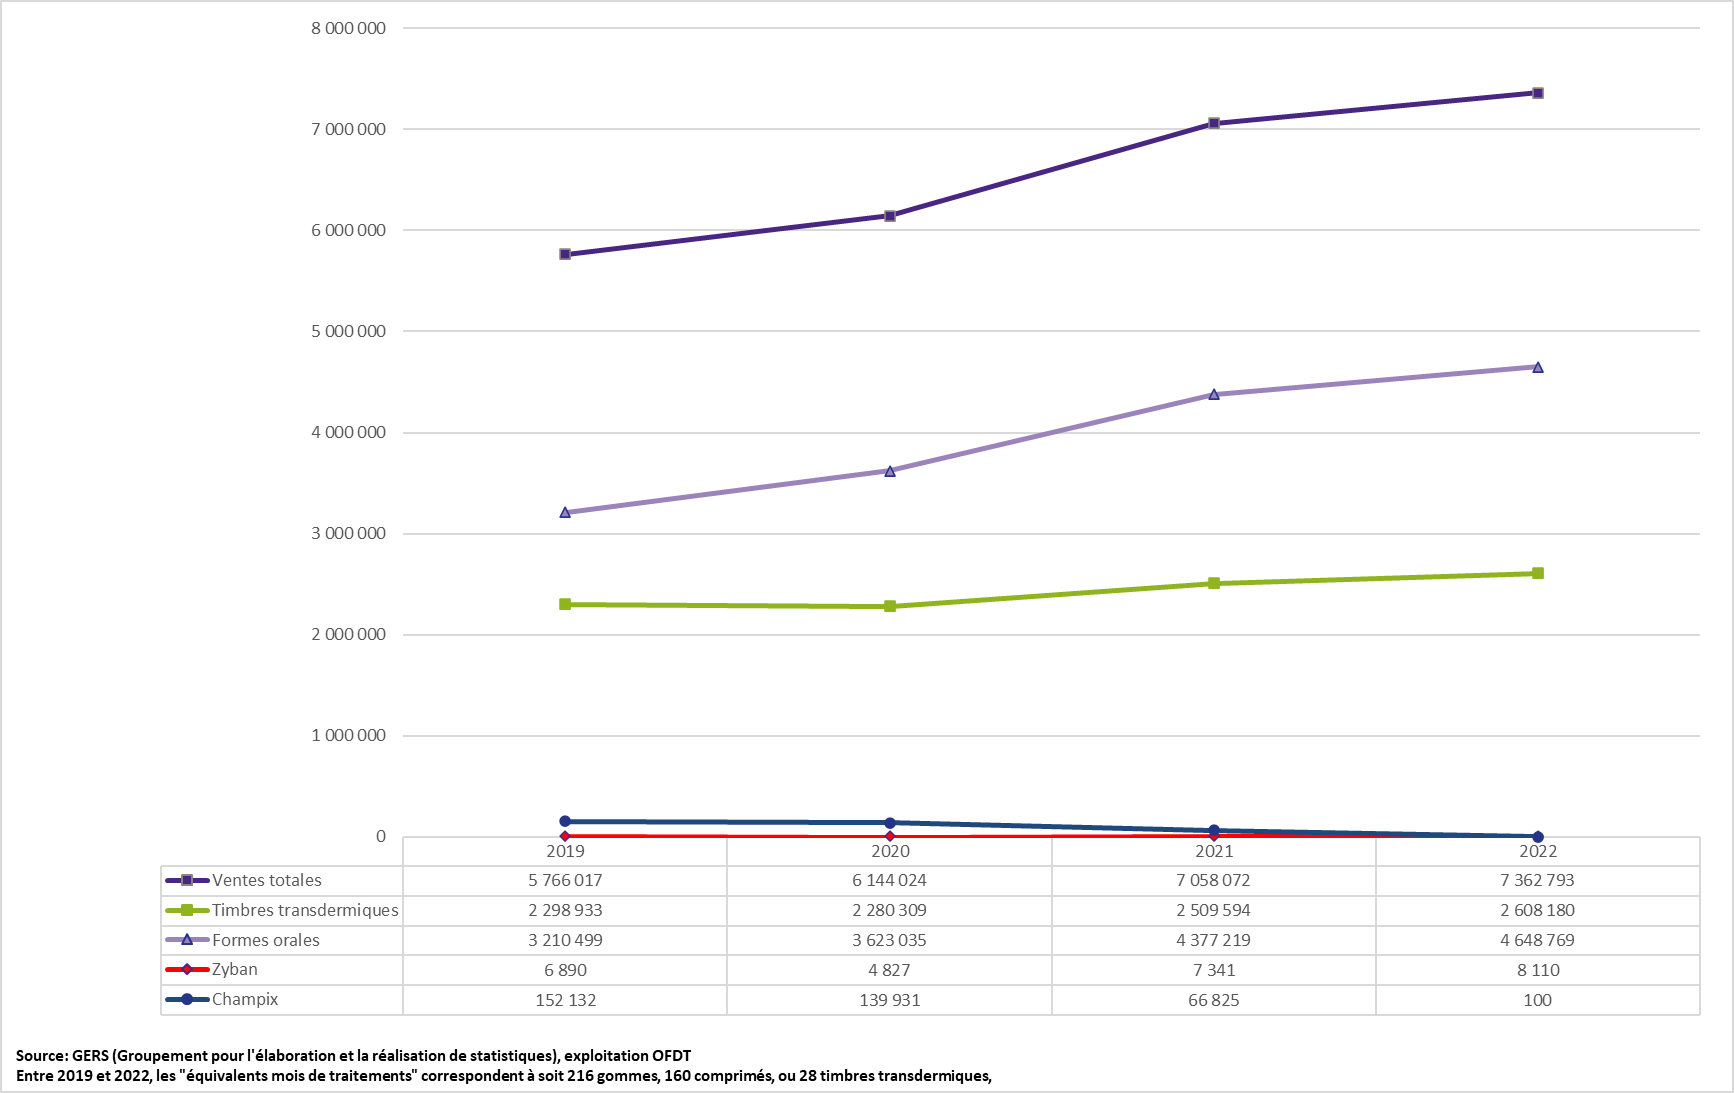 8 000 000
7 000 000
6 000 000
5 000 000
4 000 000
3 000 000
2 000 000
1 000 000
0
2019 2020 2021 2022
Ventes totales 5 766 017 6 144 024 7 058 072 7 362 793
Timbres transdermiques 2 298 933 2 280 309 2 509 594 2 608 180
Formes orales 3 210 499 3 623 035 4 377 219 4 648 769
Zyban 6 890 4 827 7 341 8 110
Champix 152 132 139 931 66 825 100
Source: GERS (Groupement pour l'élaboration et la réalisation de statistiques), exploitation OFDT
Entre 2019 et 2022, les "équivalents mois de traitements" correspondent à soit 216 gommes, 160 comprimés, ou 28 timbres transdermiques,